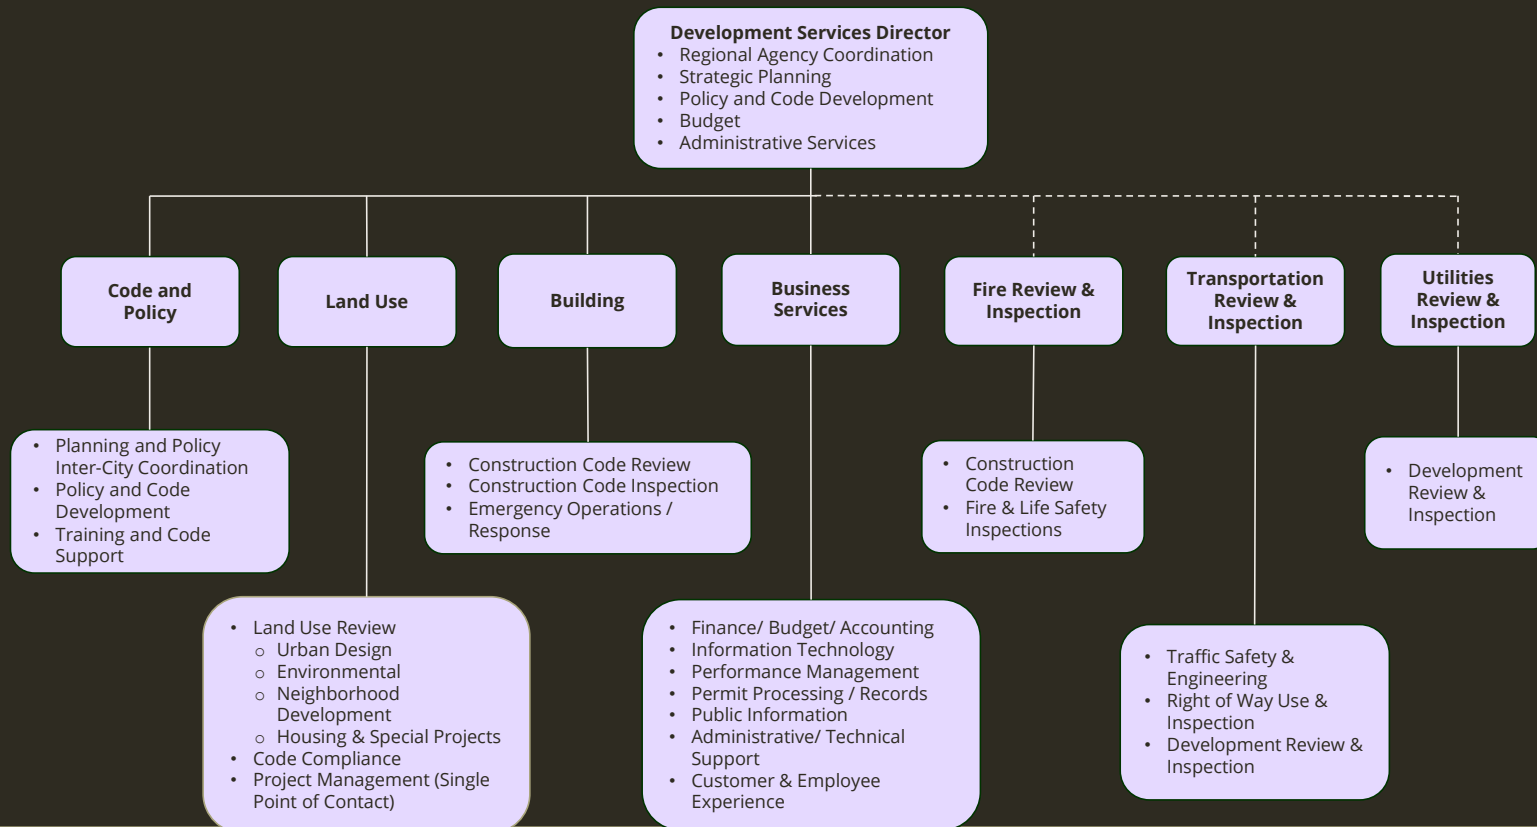 Development Services Director
• Regional Agency Coordination
• Strategic Planning
• Policy and Code Development
• Budget
• Administrative Services
Code and
Policy
Land Use
Building
Business
Services
Fire Review &
Inspection
Transportation
Review &
Inspection
Utilities
Review &
Inspection
• Planning and Policy
Inter-City Coordination
• Policy and Code
Development
• Training and Code
Support
• Construction Code Review
• Construction Code Inspection
• Emergency Operations /
Response
• Construction
Code Review
• Fire & Life Safety
Inspections
• Development
Review &
Inspection
• Land Use Review
o Urban Design
o Environmental
o Neighborhood
Development
o Housing & Special Projects
• Code Compliance
• Project Management (Single
Point of Contact)
• Finance/ Budget/ Accounting
• Information Technology
• Performance Management
• Permit Processing / Records
• Public Information
• Administrative/ Technical
Support
• Customer & Employee
Experience
• Traffic Safety &
Engineering
• Right of Way Use &
Inspection
• Development Review &
Inspection